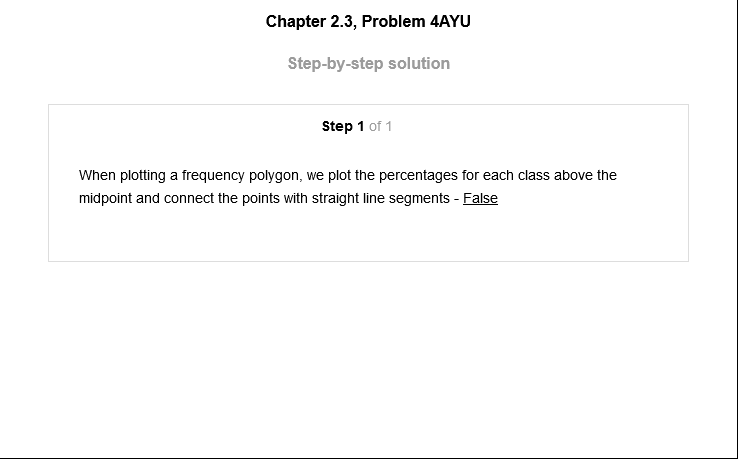 Chapter 2.3, Problem 4AYU
Step-by-step solution
Step 1 of 1
When plotting a frequency polygon, we plot the percentages for each class above the
midpoint and connect the points with straight line segments - False